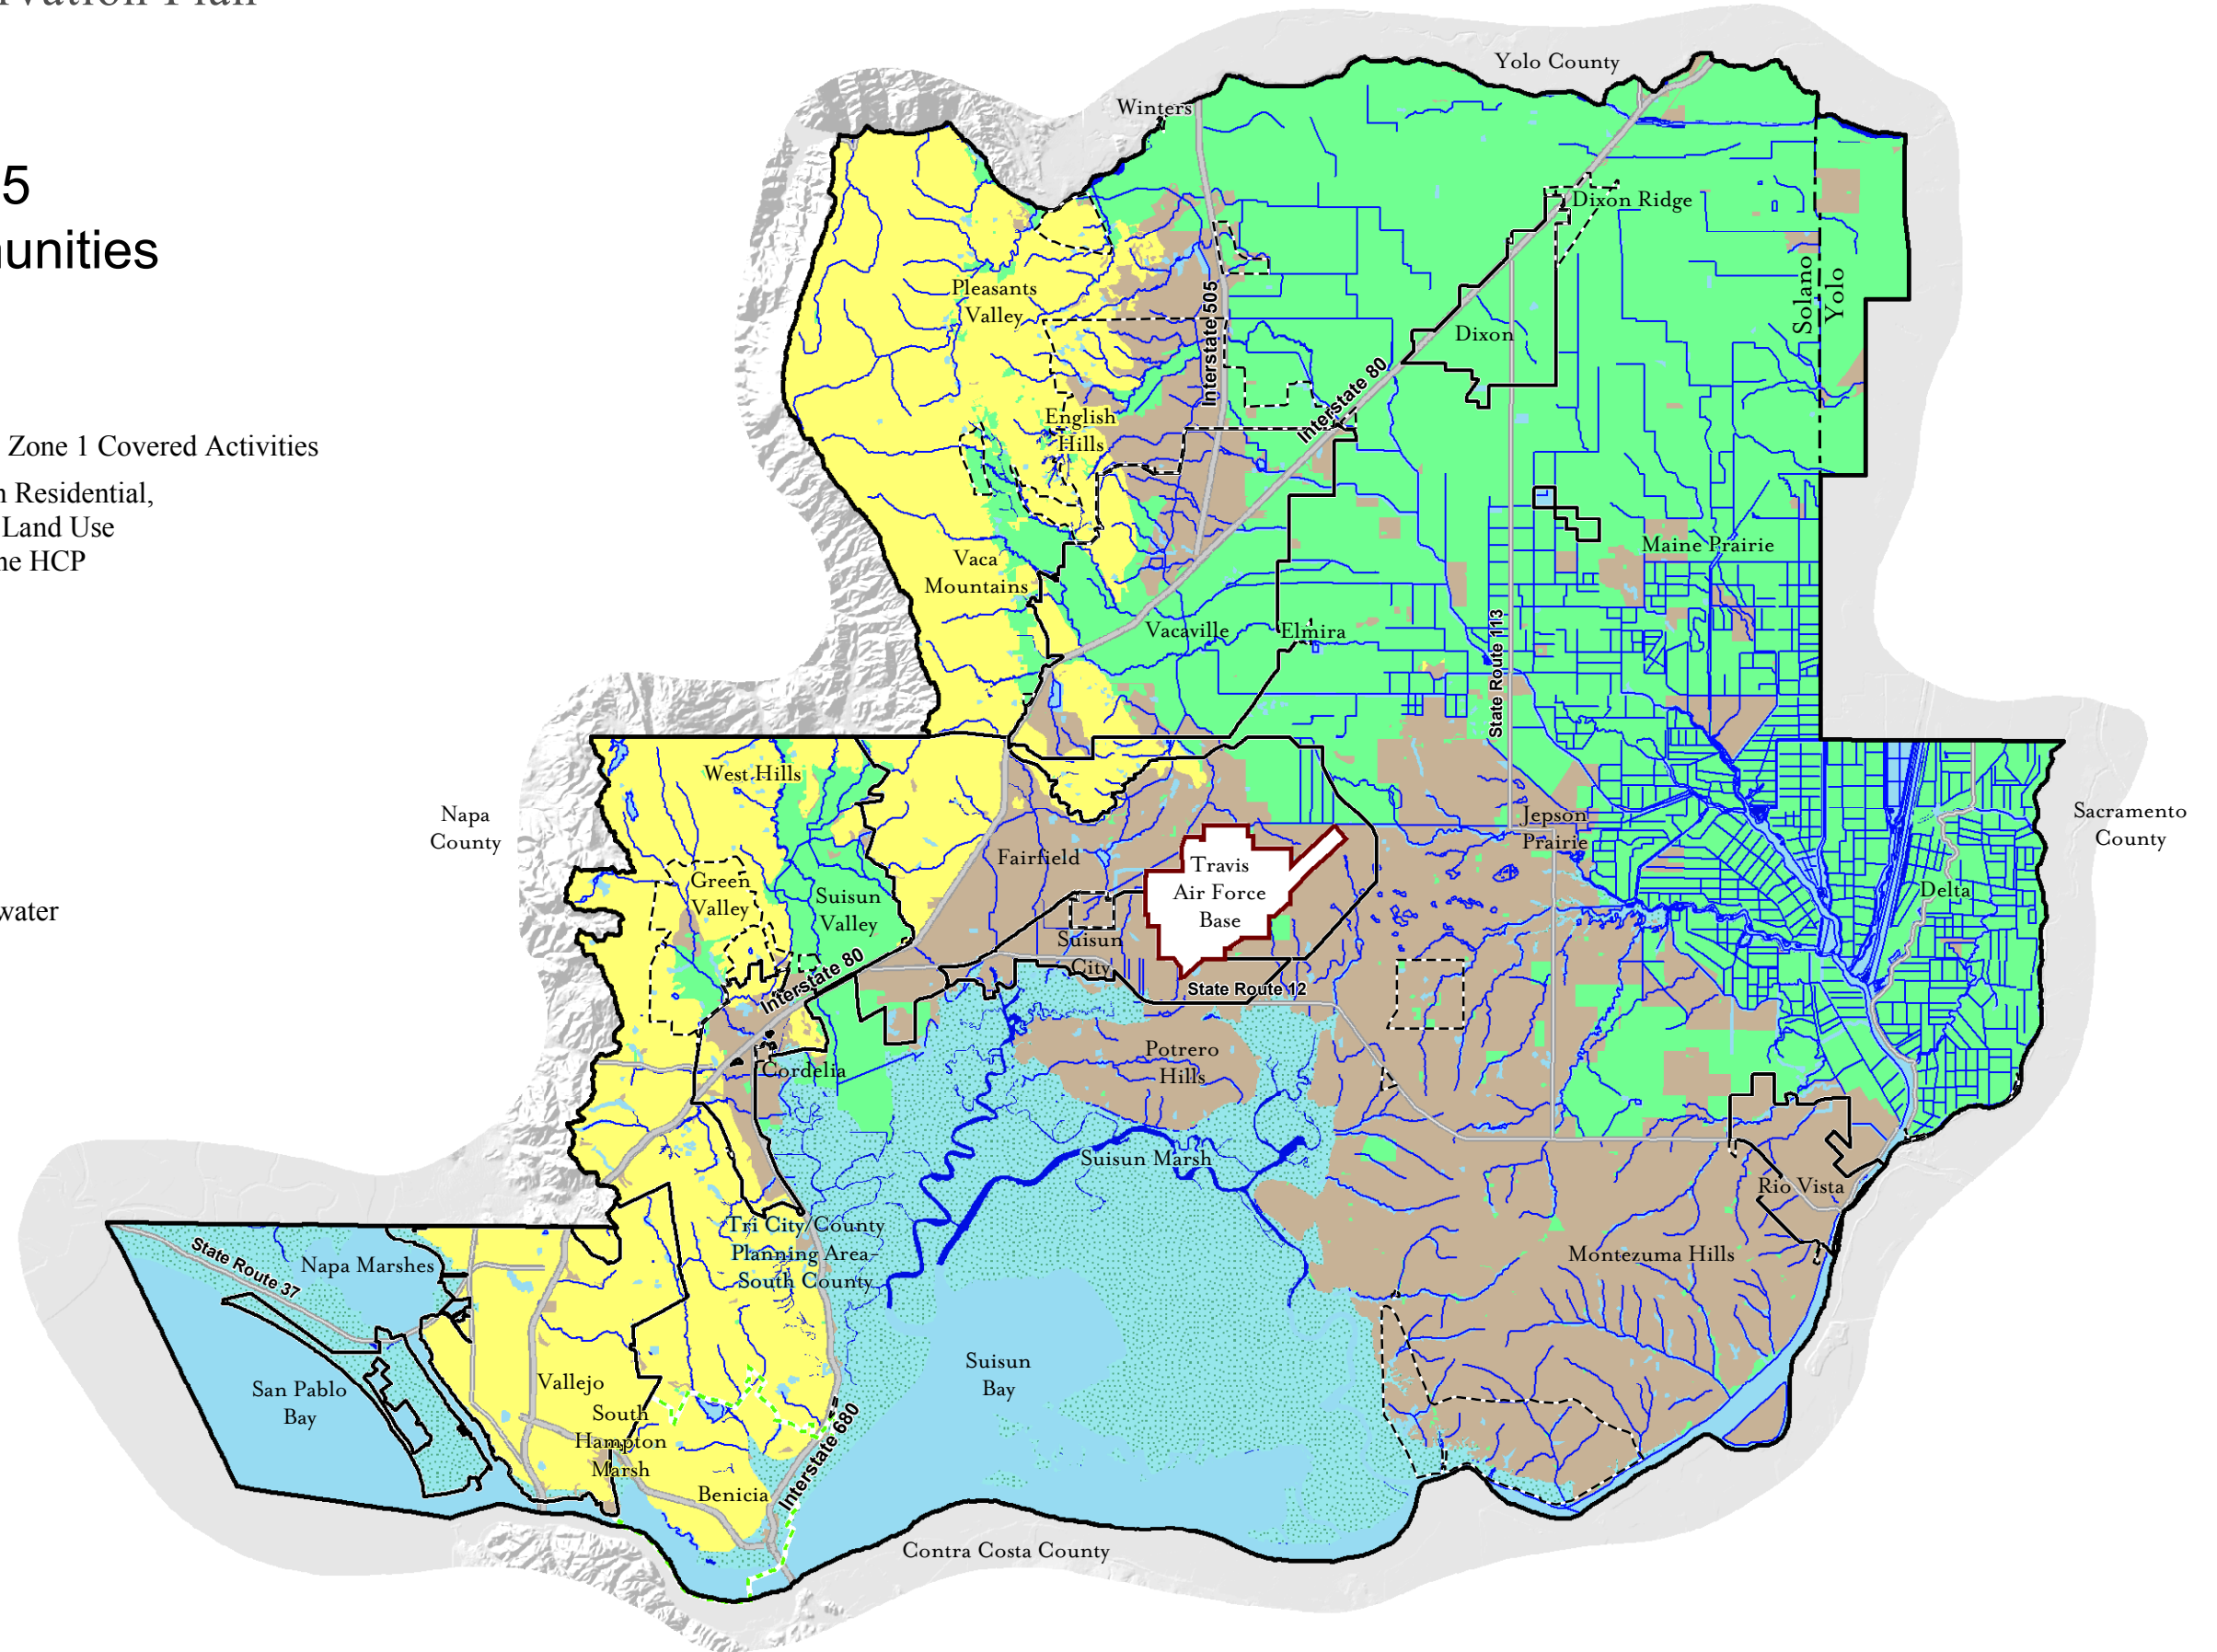 5
Zone 1 Covered Activities
Residential,
Land Use
HCP
Yolo County
Winters
Dixon Ridge
Pleasants
Valley
Interstate 505
Solano
Yolo
Dixon
Interstate 80
English
Hills
Maine Prairie
Vaca
Mountains
Vacaville
Elmira
State Route 113
West Hills
Napa
County
Jepson
Prairie
Sacramento
County
Fairfield
Travis
Air Force
Base
Green
Valley
Suisun
Valley
Delta
Suisun
City
Interstate 80
State Route 12
Potrero
Hills
Cordelia
Suisun Marsh
Rio Vista
Tri City/County
Planning Area-
South County
Montezuma Hills
Napa Marshes
State Route 37
San Pablo
Bay
Suisun
Bay
Vallejo
South
Hampton
Marsh
Benicia
Interstate 680
Contra Costa County